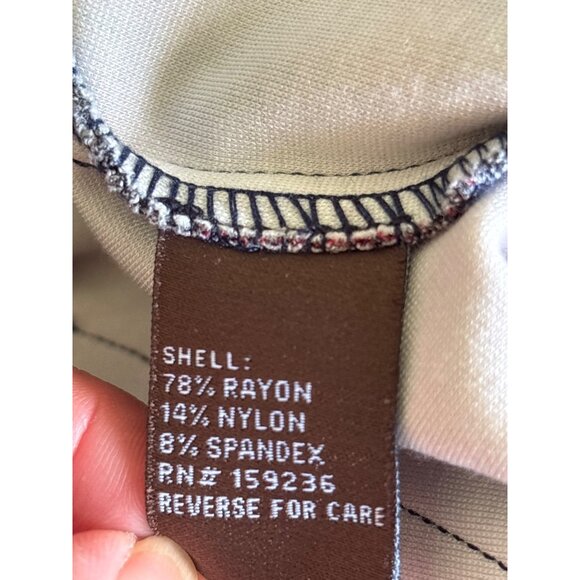 SHELL:
78% RAYON
14% NYLON
8% SPANDEX
RN# 159236
REVERSE FOR CARE